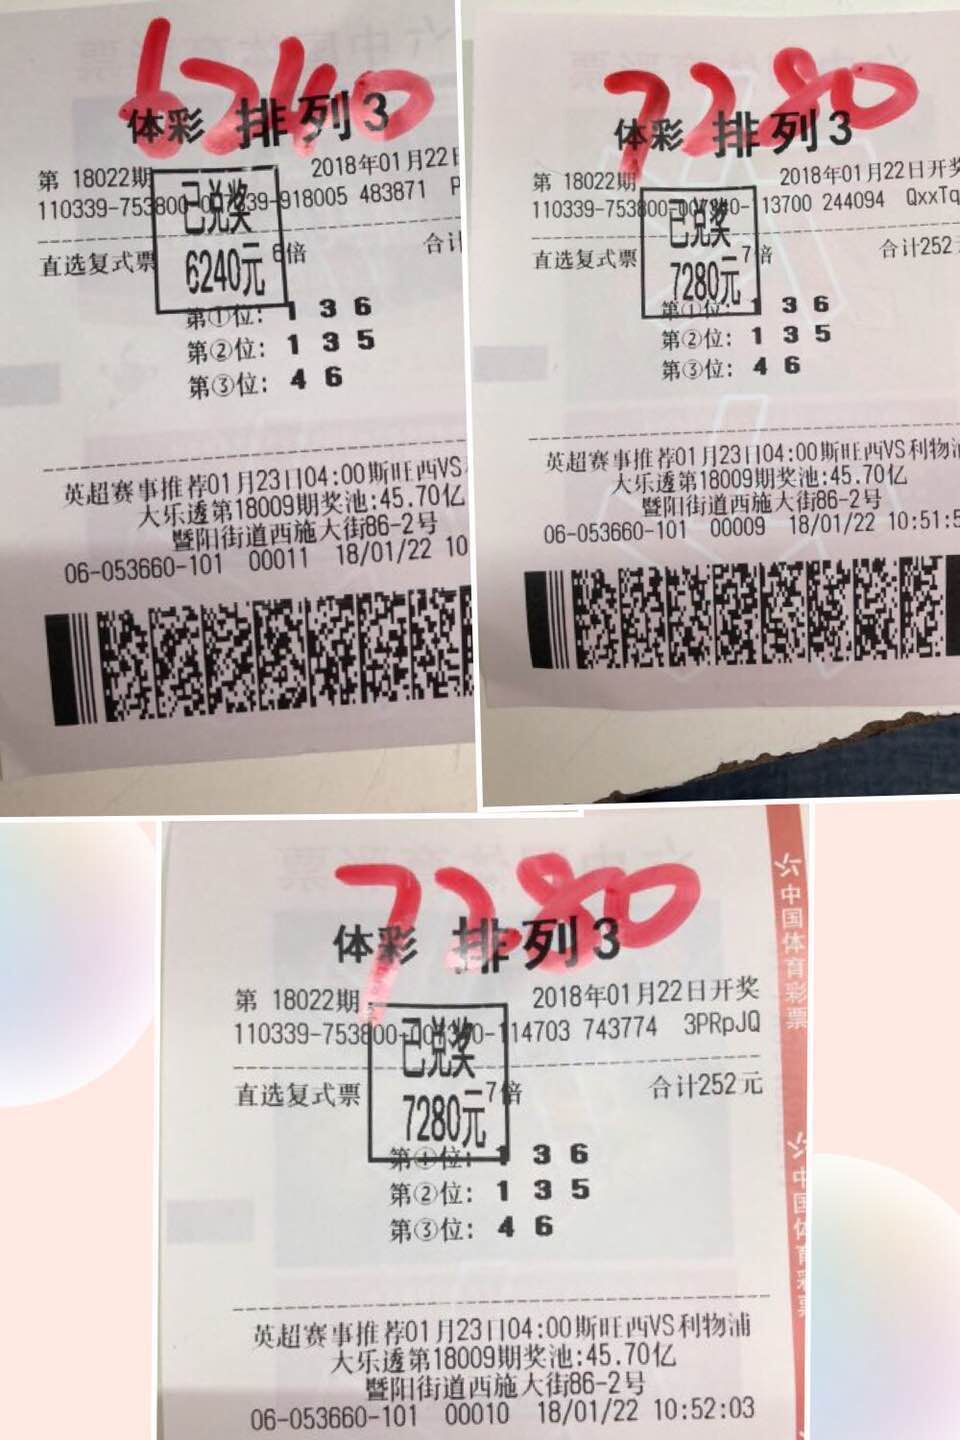 6240
体彩 排列3
第 18022期
2018年01月22日
110339-753800 918005 483871 P
已兑奖
6240元
直选复式票 6倍 合计
第①位: 1 3 6
第②位: 1 3 5
第③位: 4 6
英超赛事推荐01月23日04:00斯旺西VS
大乐透第18009期奖池:45.70亿
暨阳街道西施大街86-2号
06-053660-101 00011 18/01/22 10
7280
体彩 排列3
第 18022期
2018年01月22日开奖
110339-753800 13700 244094 QxxTq
已兑奖
7280元
直选复式票 7倍 合计252
第①位: 1 3 6
第②位: 1 3 5
第③位: 4 6
英超赛事推荐01月23日04:00斯旺西VS利物浦
大乐透第18009期奖池:45.70亿
暨阳街道西施大街86-2号
06-053660-101 00009 18/01/22 10:51:5
7280
体彩 排列3
第 18022期
2018年01月22日开奖
110339-753800 114703 743774 3PRpJQ
已兑奖
7280元
直选复式票 7倍 合计252元
第①位: 1 3 6
第②位: 1 3 5
第③位: 4 6
英超赛事推荐01月23日04:00斯旺西VS利物浦
大乐透第18009期奖池:45.70亿
暨阳街道西施大街86-2号
06-053660-101 00010 18/01/22 10:52:03
中国体育彩票
中国体育彩票